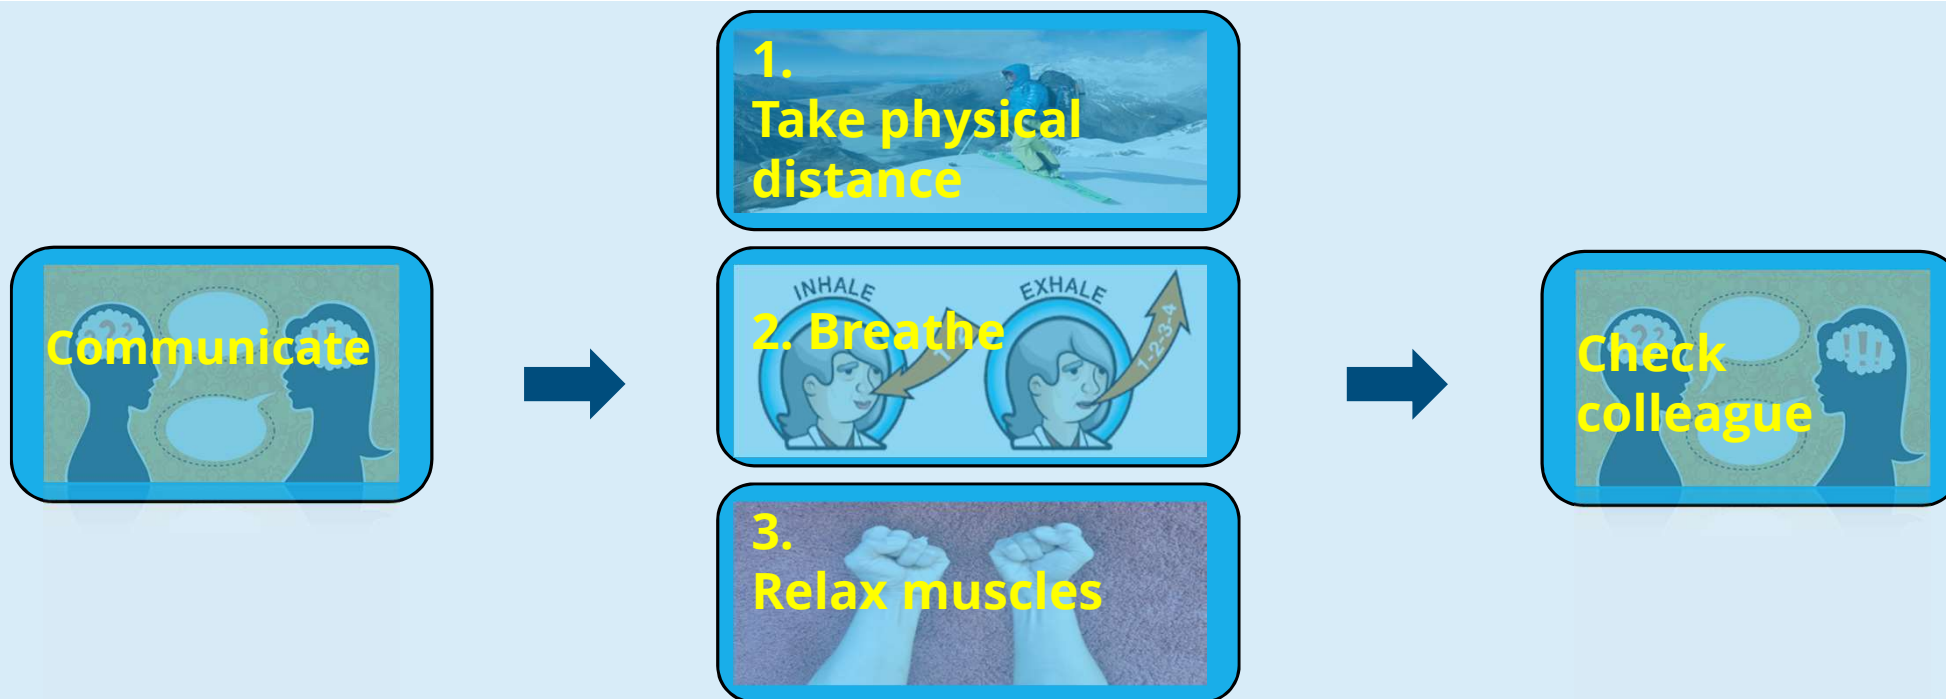 Communicate
1.
Take physical
distance
INHALE
EXHALE
2. Breathe
1-2-3-4
3.
Relax muscles
???
!!!
Check
colleague